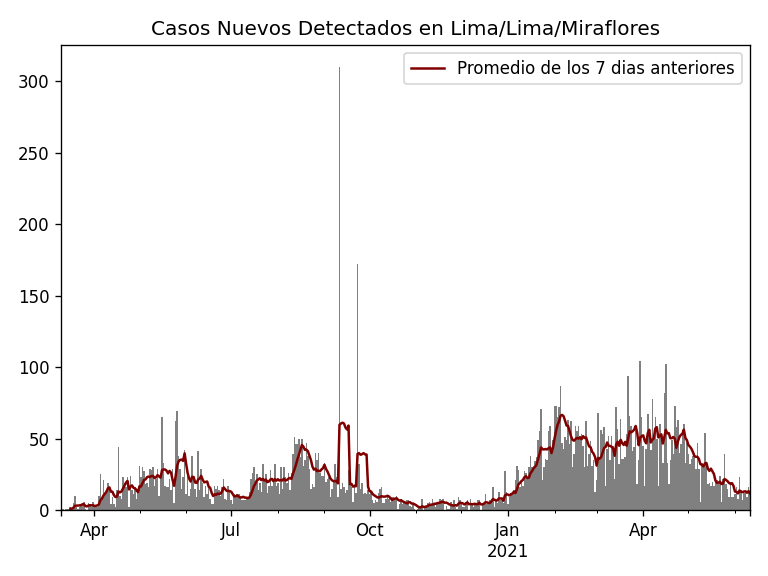 Casos Nuevos Detectados en Lima/Lima/Miraflores
Promedio de los 7 dias anteriores
300
250
200
150
100
50
0
Apr
Jul
Oct
Jan
2021
Apr